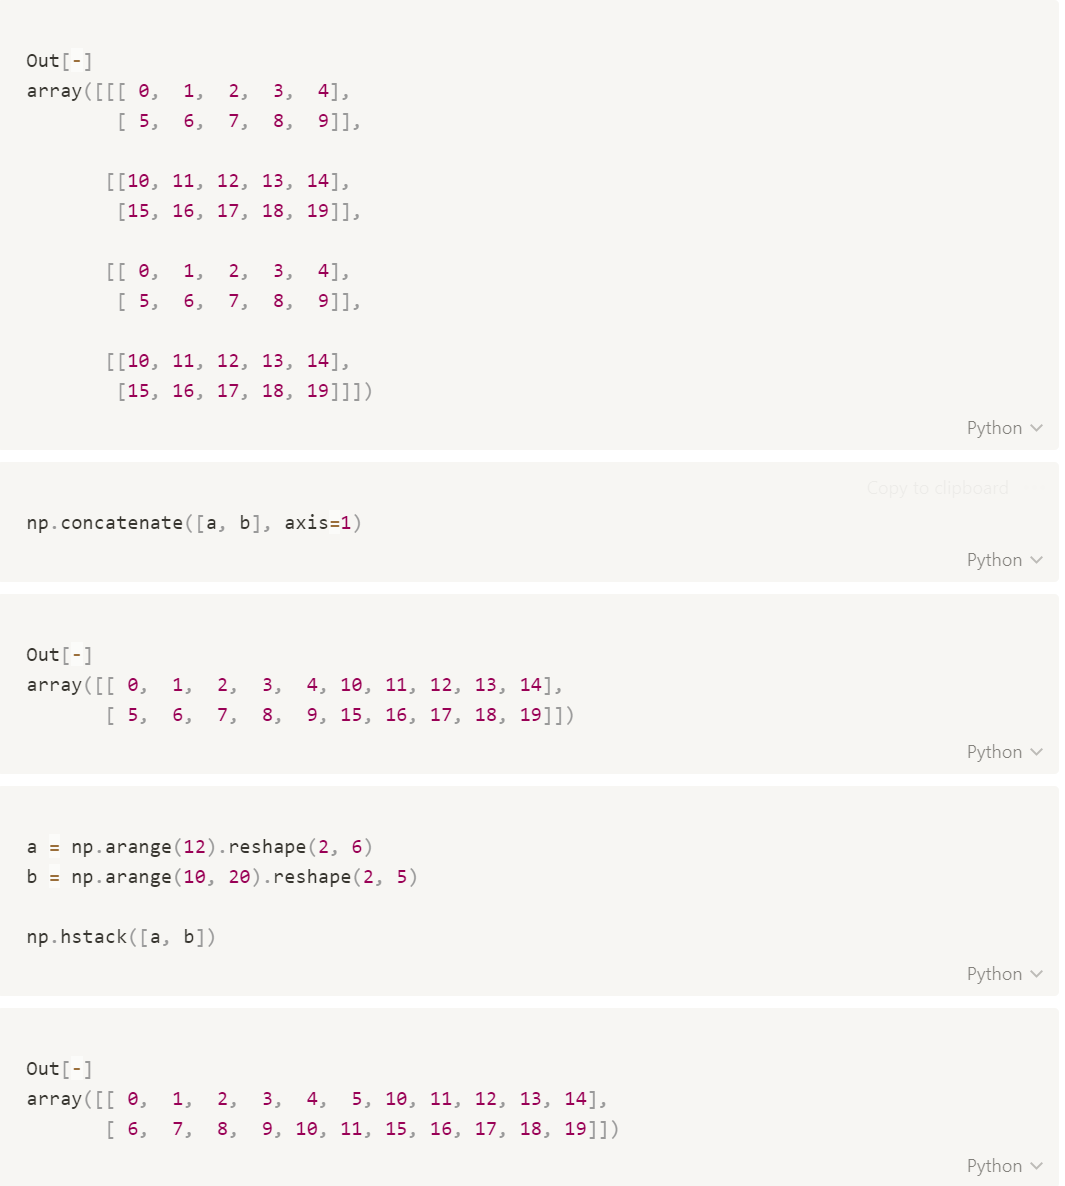 Out[-]
array([[[ 0,  1,  2,  3,  4],
        [ 5,  6,  7,  8,  9]],
       [[10, 11, 12, 13, 14],
        [15, 16, 17, 18, 19]],
       [[ 0,  1,  2,  3,  4],
        [ 5,  6,  7,  8,  9]],
       [[10, 11, 12, 13, 14],
        [15, 16, 17, 18, 19]]])
Python
Copy to clipboard
np.concatenate([a, b], axis=1)
Python
Out[-]
array([[ 0,  1,  2,  3,  4, 10, 11, 12, 13, 14],
       [ 5,  6,  7,  8,  9, 15, 16, 17, 18, 19]])
Python
a = np.arange(12).reshape(2, 6)
b = np.arange(10, 20).reshape(2, 5)
np.hstack([a, b])
Python
Out[-]
array([[ 0,  1,  2,  3,  4,  5, 10, 11, 12, 13, 14],
       [ 6,  7,  8,  9, 10, 11, 15, 16, 17, 18, 19]])
Python